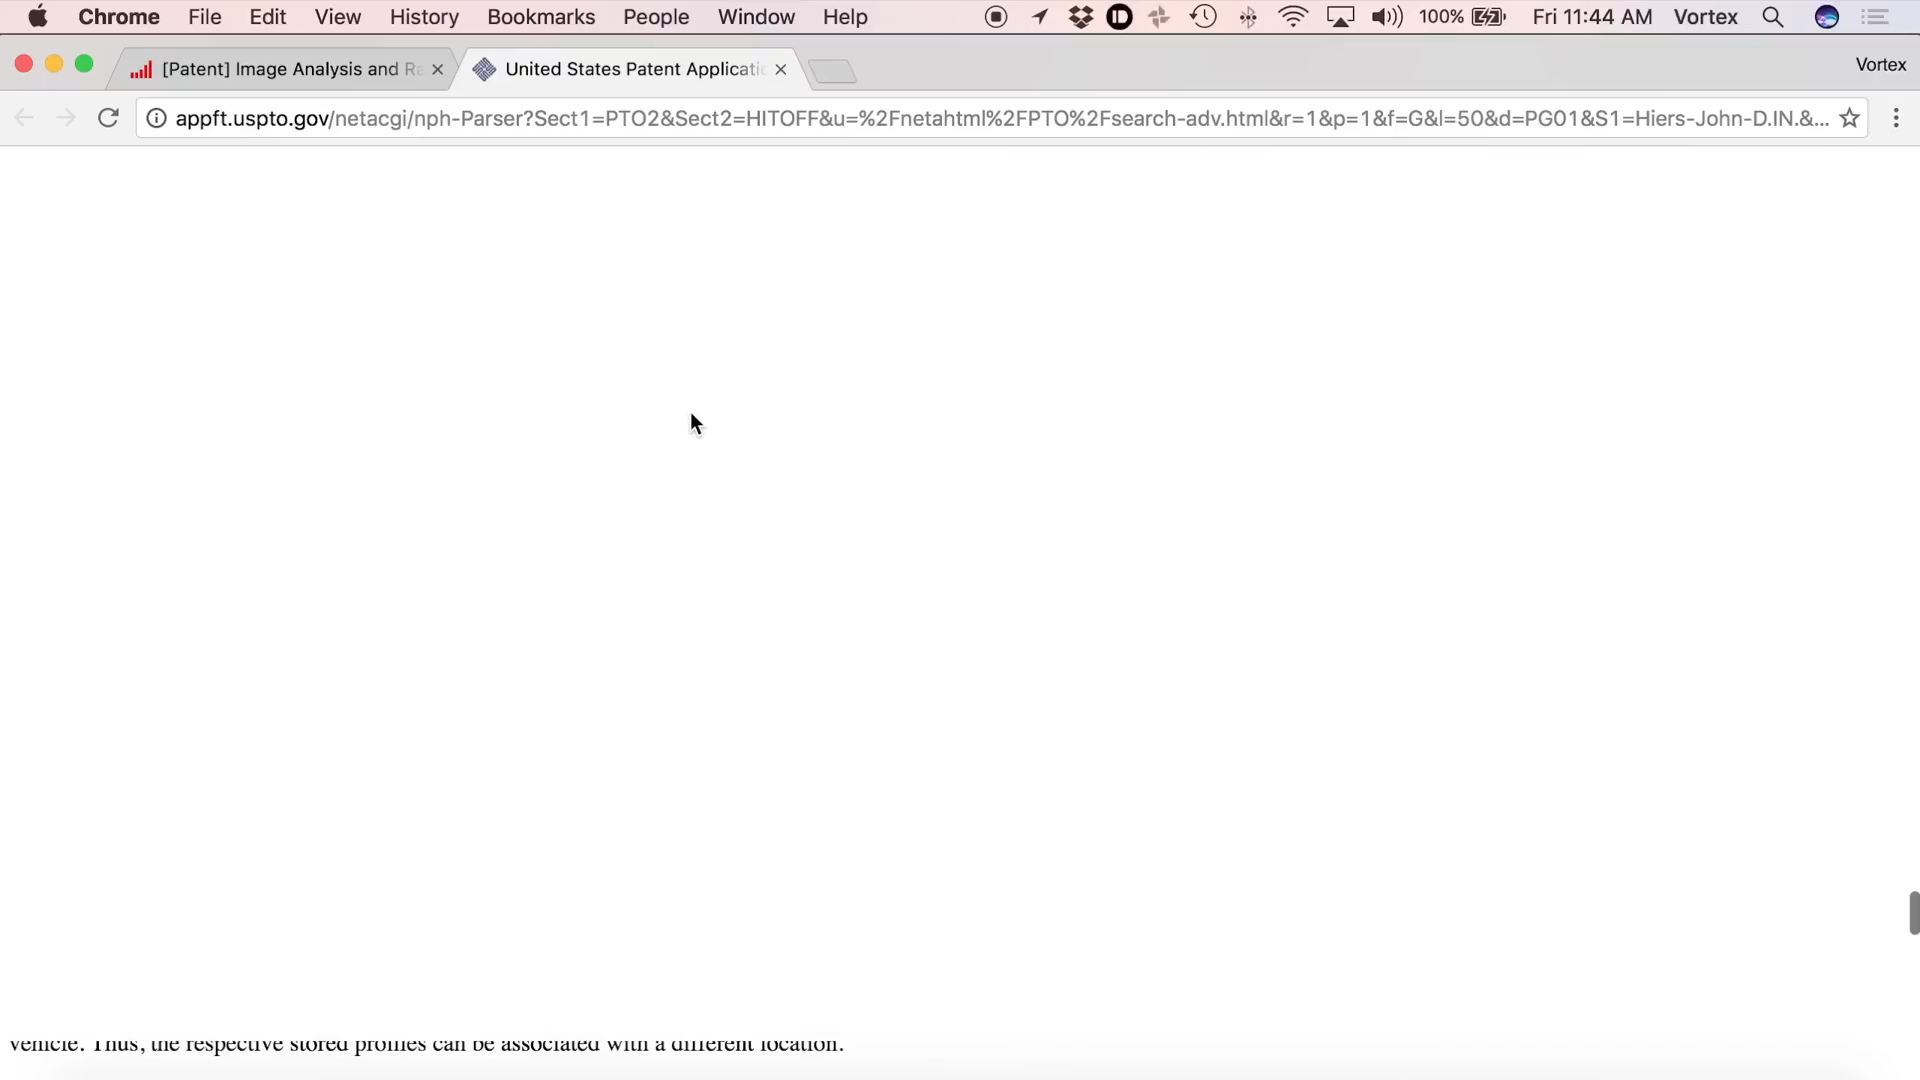 Chrome File Edit View History Bookmarks People Window Help 100% Fri 11:44 AM Vortex
[Patent] Image Analysis and Ra United States Patent Applicati Vortex
appft.uspto.gov/netacgi/nph-Parser?Sect1=PTO2&Sect2=HITOFF&u=%2Fnetahtml%2FPTO%2Fsearch-adv.html&r=1&p=1&f=G&l=50&d=PG01&S1=Hiers-John-D.IN.&...
vehicle. Thus, the respective stored profiles can be associated with a different location.